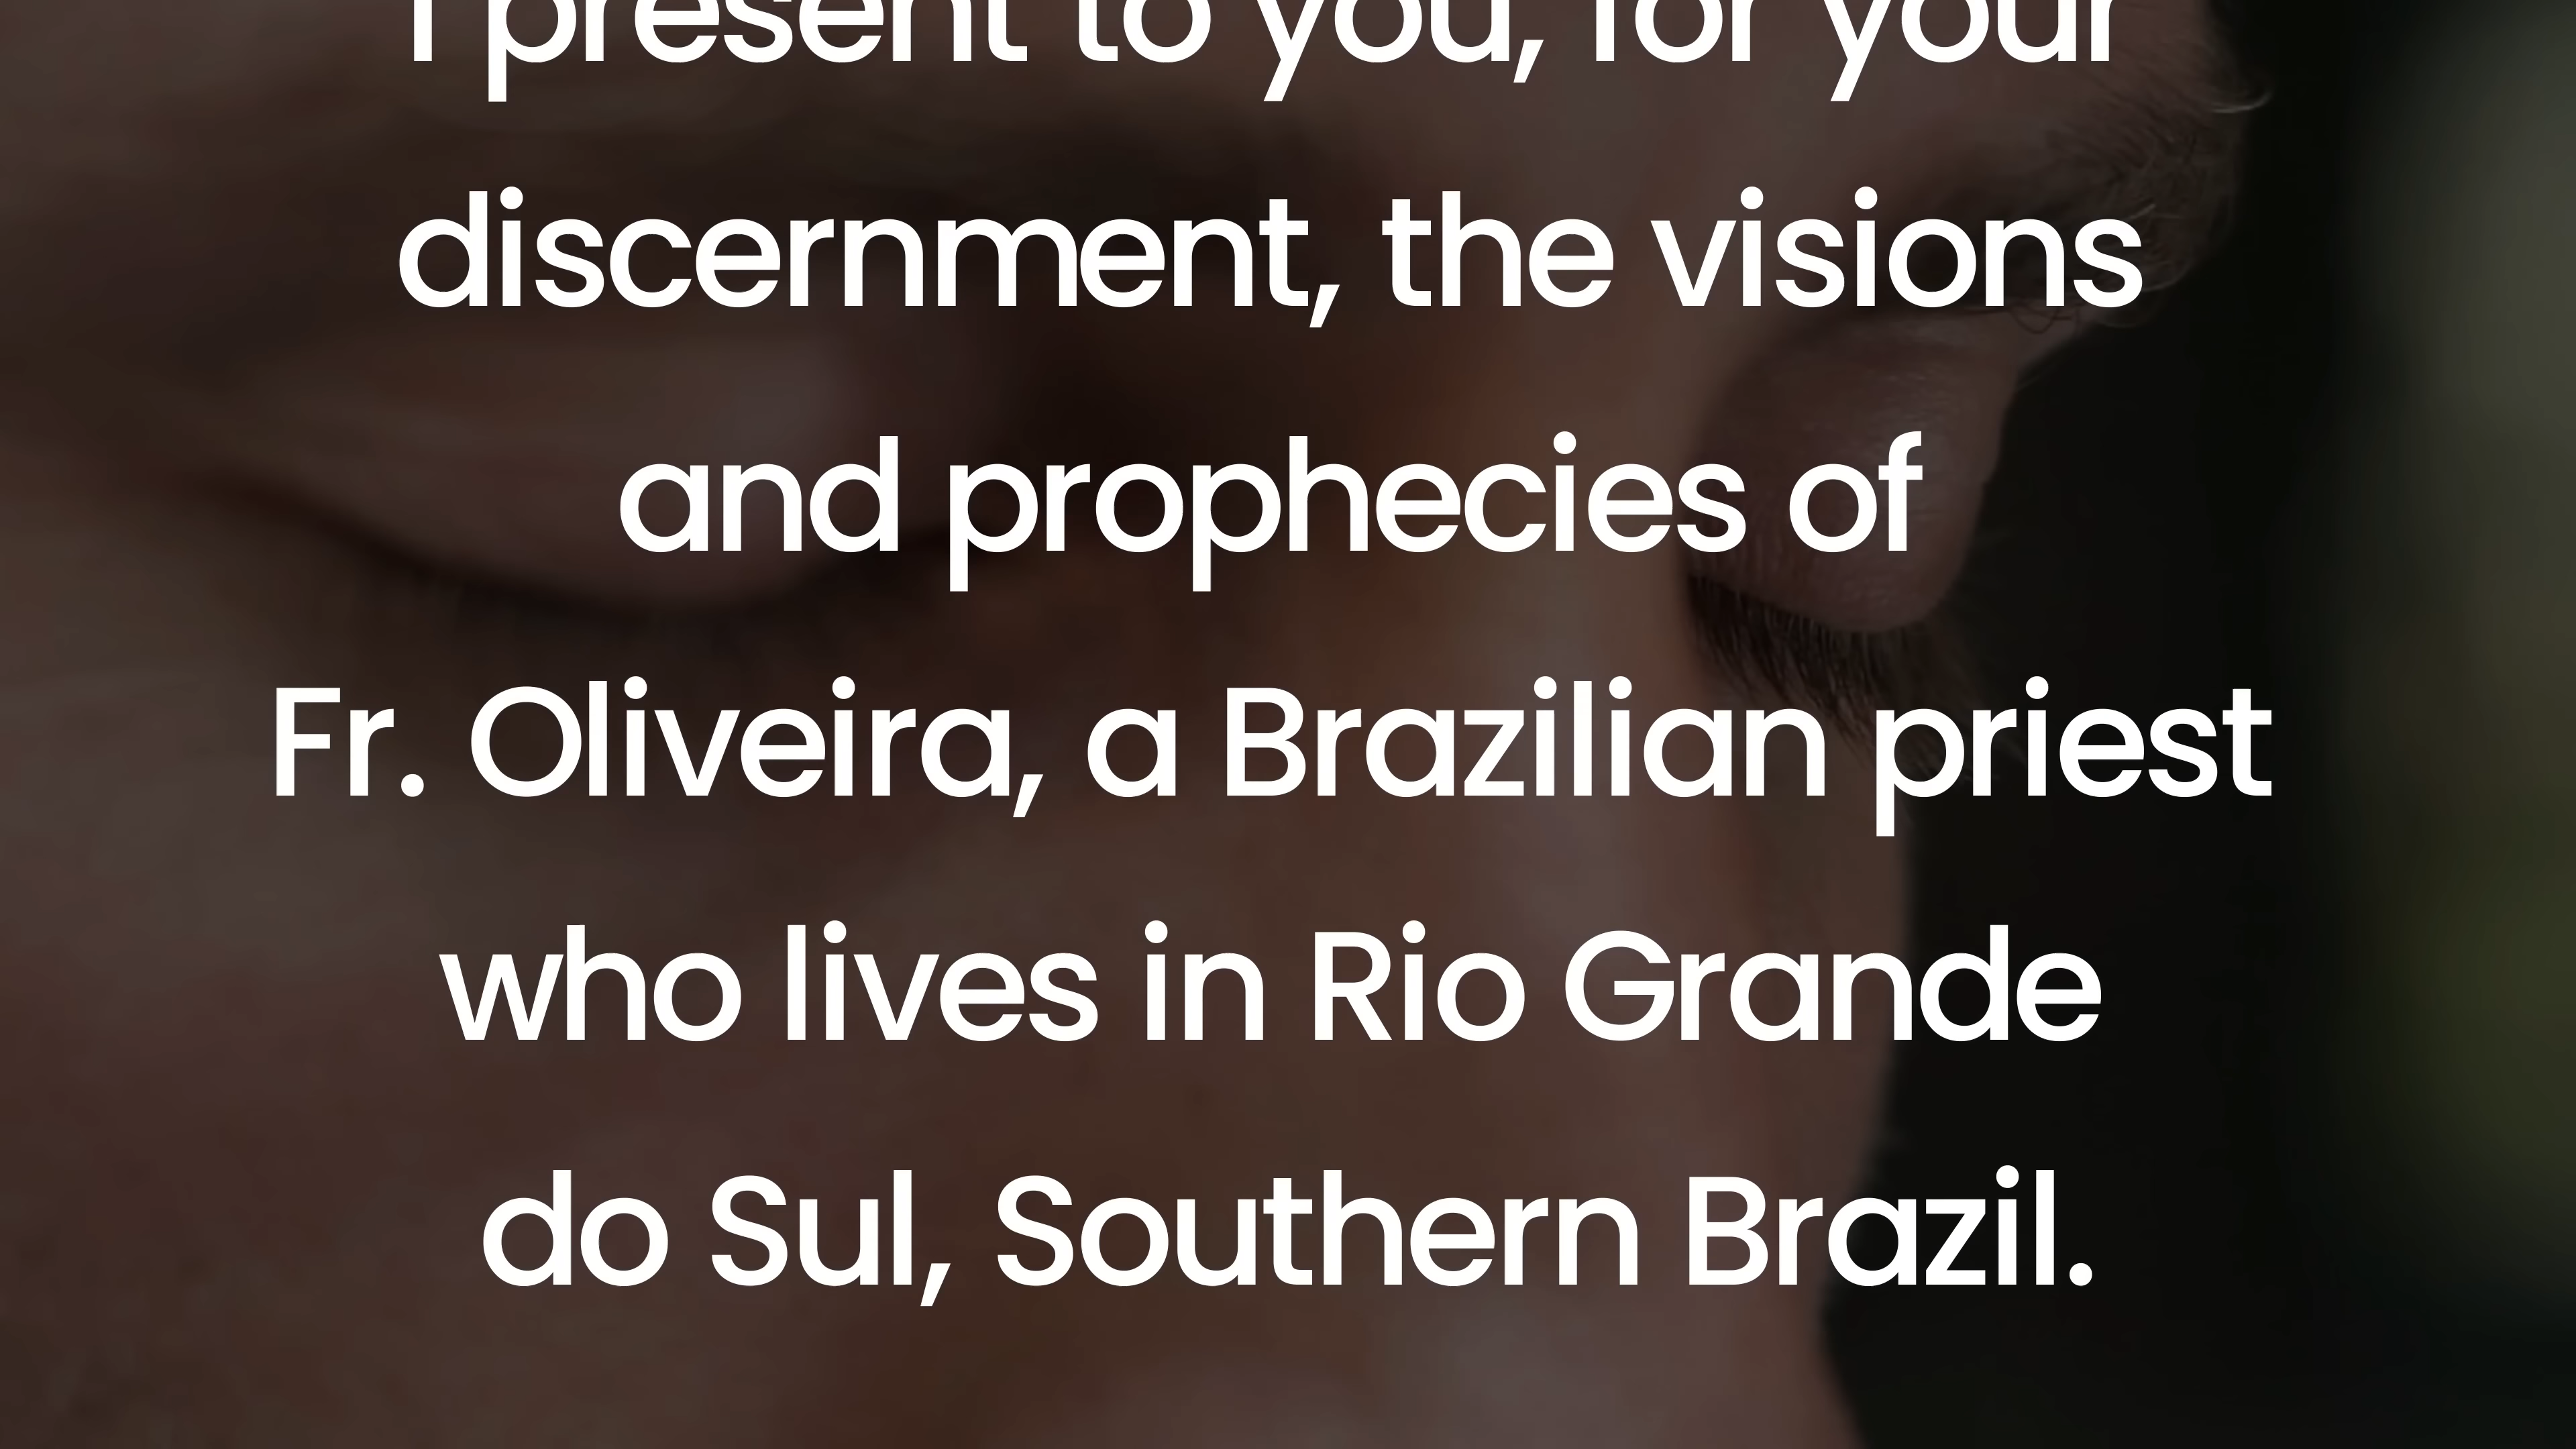 I present to you, for your
discernment, the visions
and prophecies of
Fr. Oliveira, a Brazilian priest
who lives in Rio Grande
do Sul, Southern Brazil.